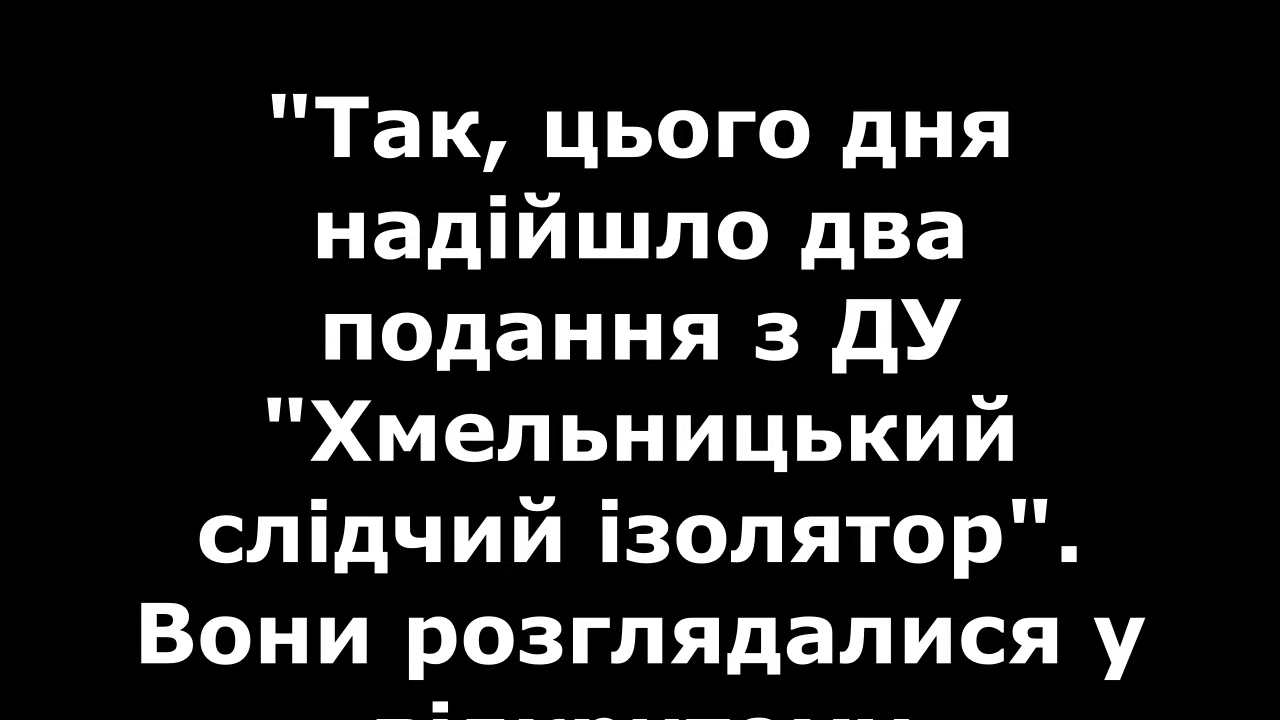 "Так, цього дня
надійшло два
подання з ДУ
"Хмельницький
слідчий ізолятор".
Вони розглядалися у